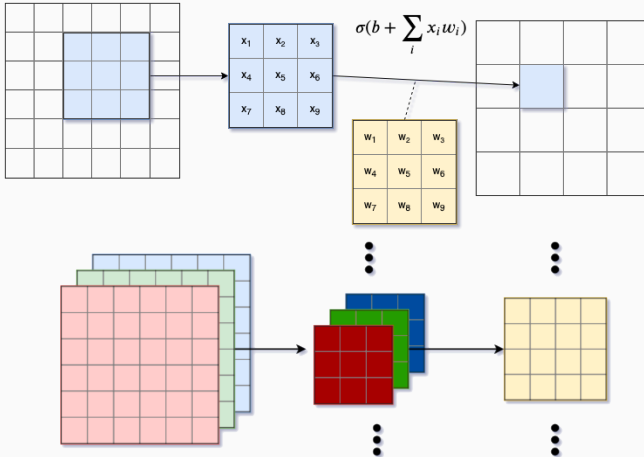 σ(b + ∑ᵢ xᵢwᵢ)
x₁ x₂ x₃
x₄ x₅ x₆
x₇ x₈ x₉
w₁ w₂ w₃
w₄ w₅ w₆
w₇ w₈ w₉